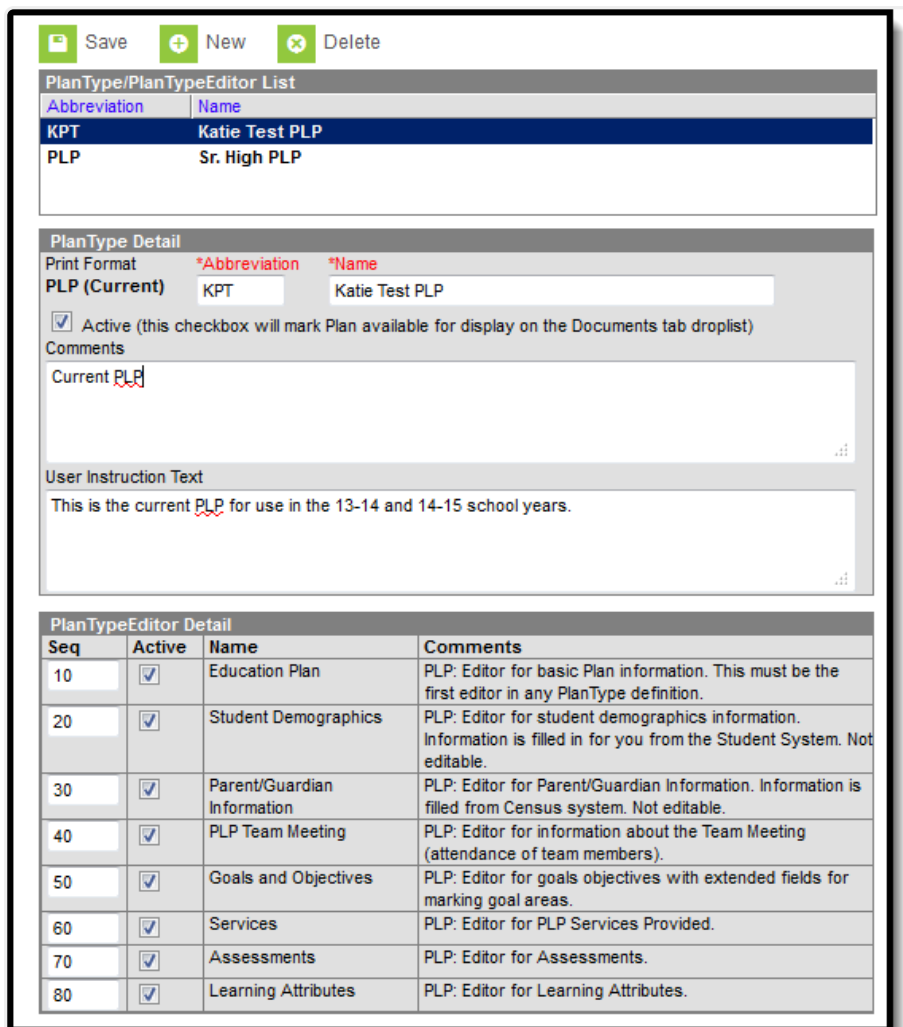 Save New Delete
PlanType/PlanTypeEditor List
Abbreviation Name
KPT Katie Test PLP
PLP Sr. High PLP
PlanType Detail
Print Format *Abbreviation *Name
PLP (Current) KPT Katie Test PLP
Active (this checkbox will mark Plan available for display on the Documents tab droplist)
Comments
Current PLP
User Instruction Text
This is the current PLP for use in the 13-14 and 14-15 school years.
PlanTypeEditor Detail
Seq Active Name Comments
10 Education Plan PLP: Editor for basic Plan information. This must be the
first editor in any PlanType definition.
20 Student Demographics PLP: Editor for student demographics information.
Information is filled in for you from the Student System. Not
editable.
30 Parent/Guardian PLP: Editor for Parent/Guardian Information. Information is
Information filled from Census system. Not editable.
40 PLP Team Meeting PLP: Editor for information about the Team Meeting
(attendance of team members).
50 Goals and Objectives PLP: Editor for goals objectives with extended fields for
marking goal areas.
60 Services PLP: Editor for PLP Services Provided.
70 Assessments PLP: Editor for Assessments.
80 Learning Attributes PLP: Editor for Learning Attributes.